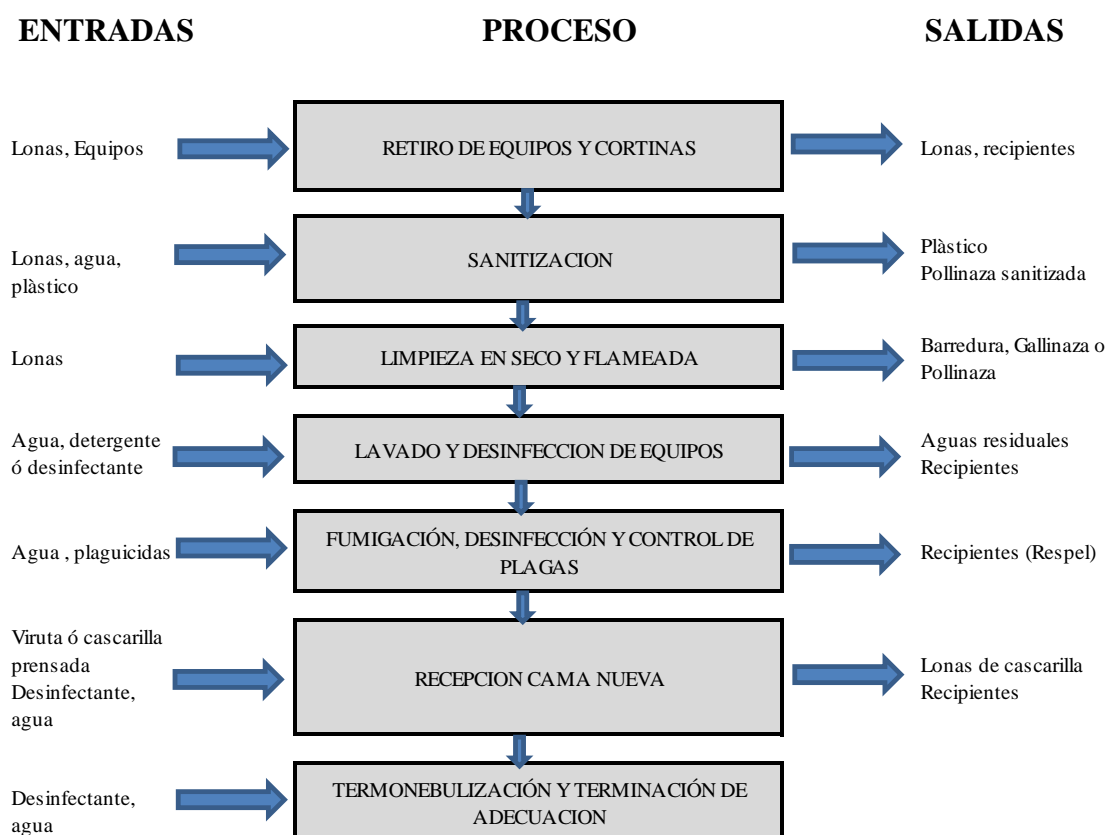 ENTRADAS PROCESO SALIDAS
Lonas, Equipos
RETIRO DE EQUIPOS Y CORTINAS
Lonas, recipientes
Lonas, agua,
plàstico
SANITIZACION
Plàstico
Pollinaza sanitizada
Lonas
LIMPIEZA EN SECO Y FLAMEADA
Barredura, Gallinaza o
Pollinaza
Agua, detergente
ó desinfectante
LAVADO Y DESINFECCION DE EQUIPOS
Aguas residuales
Recipientes
Agua , plaguicidas
FUMIGACIÓN, DESINFECCIÓN Y CONTROL DE
PLAGAS
Recipientes (Respel)
Viruta ó cascarilla
prensada
Desinfectante,
agua
RECEPCION CAMA NUEVA
Lonas de cascarilla
Recipientes
Desinfectante,
agua
TERMONEBULIZACIÓN Y TERMINACIÓN DE
ADECUACION